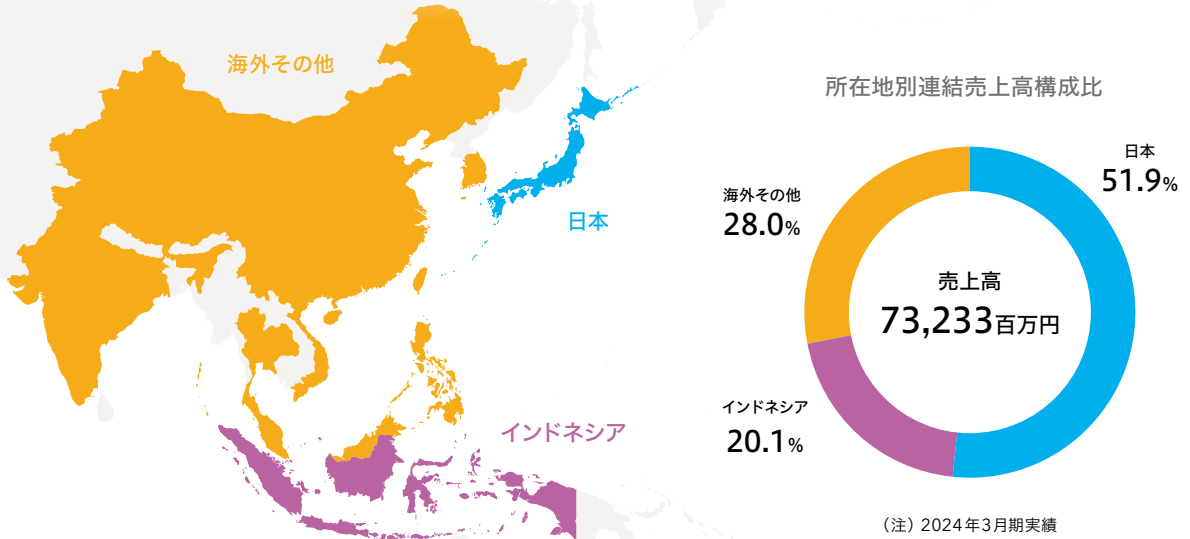 海外その他
日本
インドネシア
所在地別連結売上高構成比
日本
51.9%
海外その他
28.0%
売上高
73,233百万円
インドネシア
20.1%
(注) 2024年3月期実績